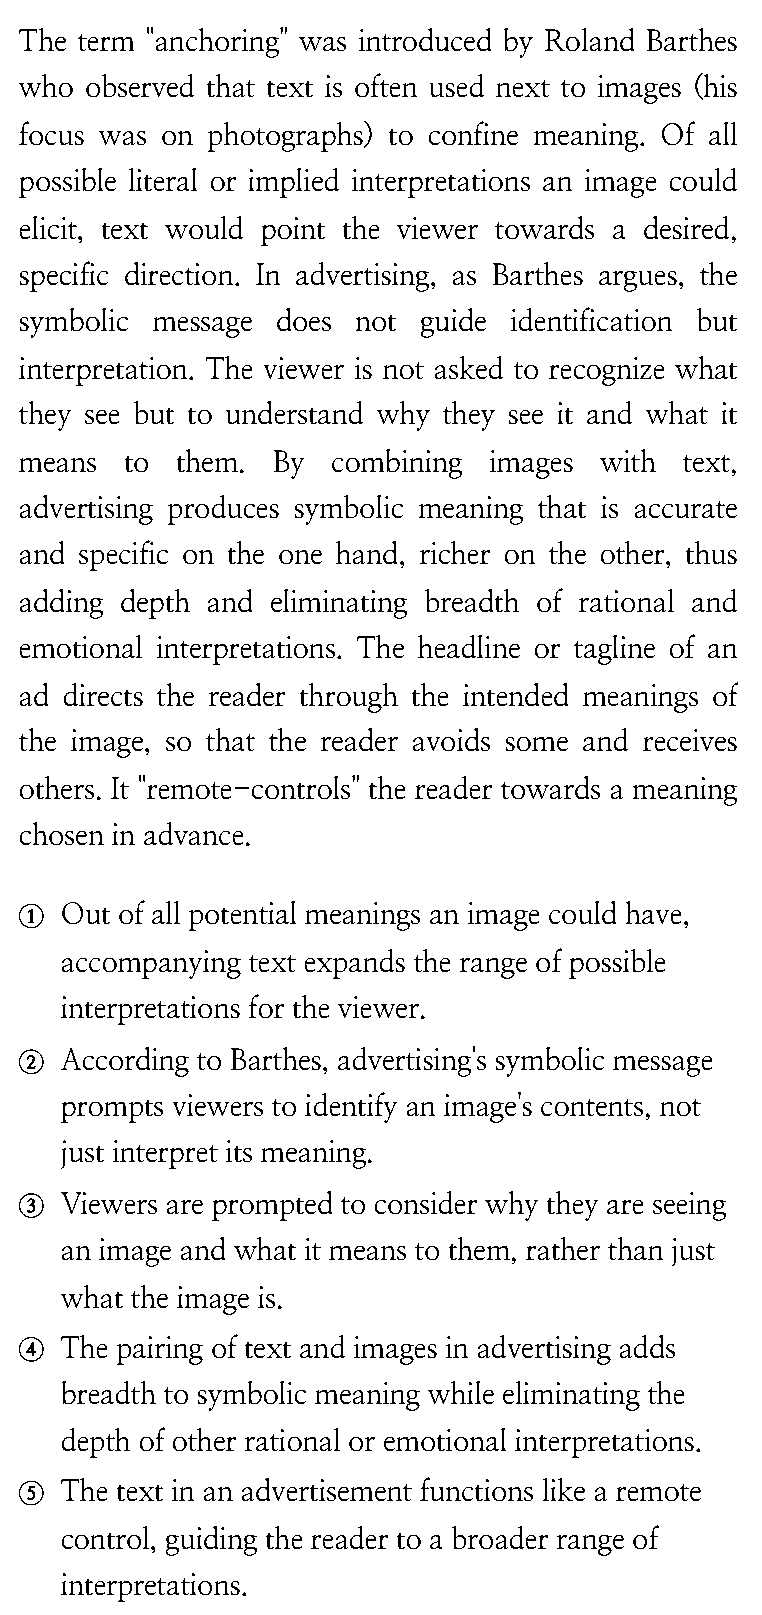 The term "anchoring" was introduced by Roland Barthes
who observed that text is often used next to images (his
focus was on photographs) to confine meaning. Of all
possible literal or implied interpretations an image could
elicit, text would point the viewer towards a desired,
specific direction. In advertising, as Barthes argues, the
symbolic message does not guide identification but
interpretation. The viewer is not asked to recognize what
they see but to understand why they see it and what it
means to them. By combining images with text,
advertising produces symbolic meaning that is accurate
and specific on the one hand, richer on the other, thus
adding depth and eliminating breadth of rational and
emotional interpretations. The headline or tagline of an
ad directs the reader through the intended meanings of
the image, so that the reader avoids some and receives
others. It "remote-controls" the reader towards a meaning
chosen in advance.
① Out of all potential meanings an image could have,
accompanying text expands the range of possible
interpretations for the viewer.
② According to Barthes, advertising's symbolic message
prompts viewers to identify an image's contents, not
just interpret its meaning.
③ Viewers are prompted to consider why they are seeing
an image and what it means to them, rather than just
what the image is.
④ The pairing of text and images in advertising adds
breadth to symbolic meaning while eliminating the
depth of other rational or emotional interpretations.
⑤ The text in an advertisement functions like a remote
control, guiding the reader to a broader range of
interpretations.